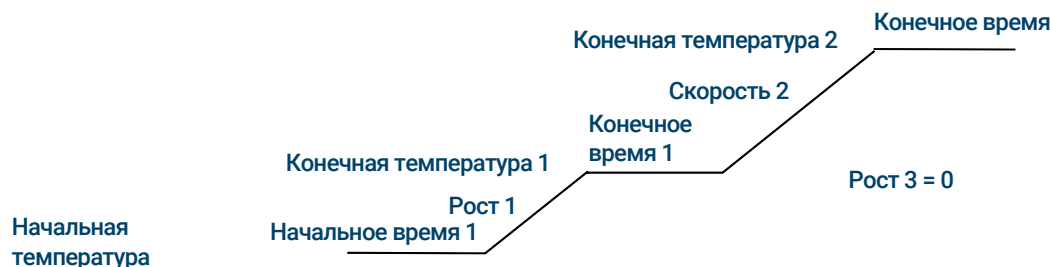 Конечное время
Конечная температура 2
Скорость 2
Конечное
время 1
Конечная температура 1
Рост 3 = 0
Рост 1
Начальная
температура
Начальное время 1